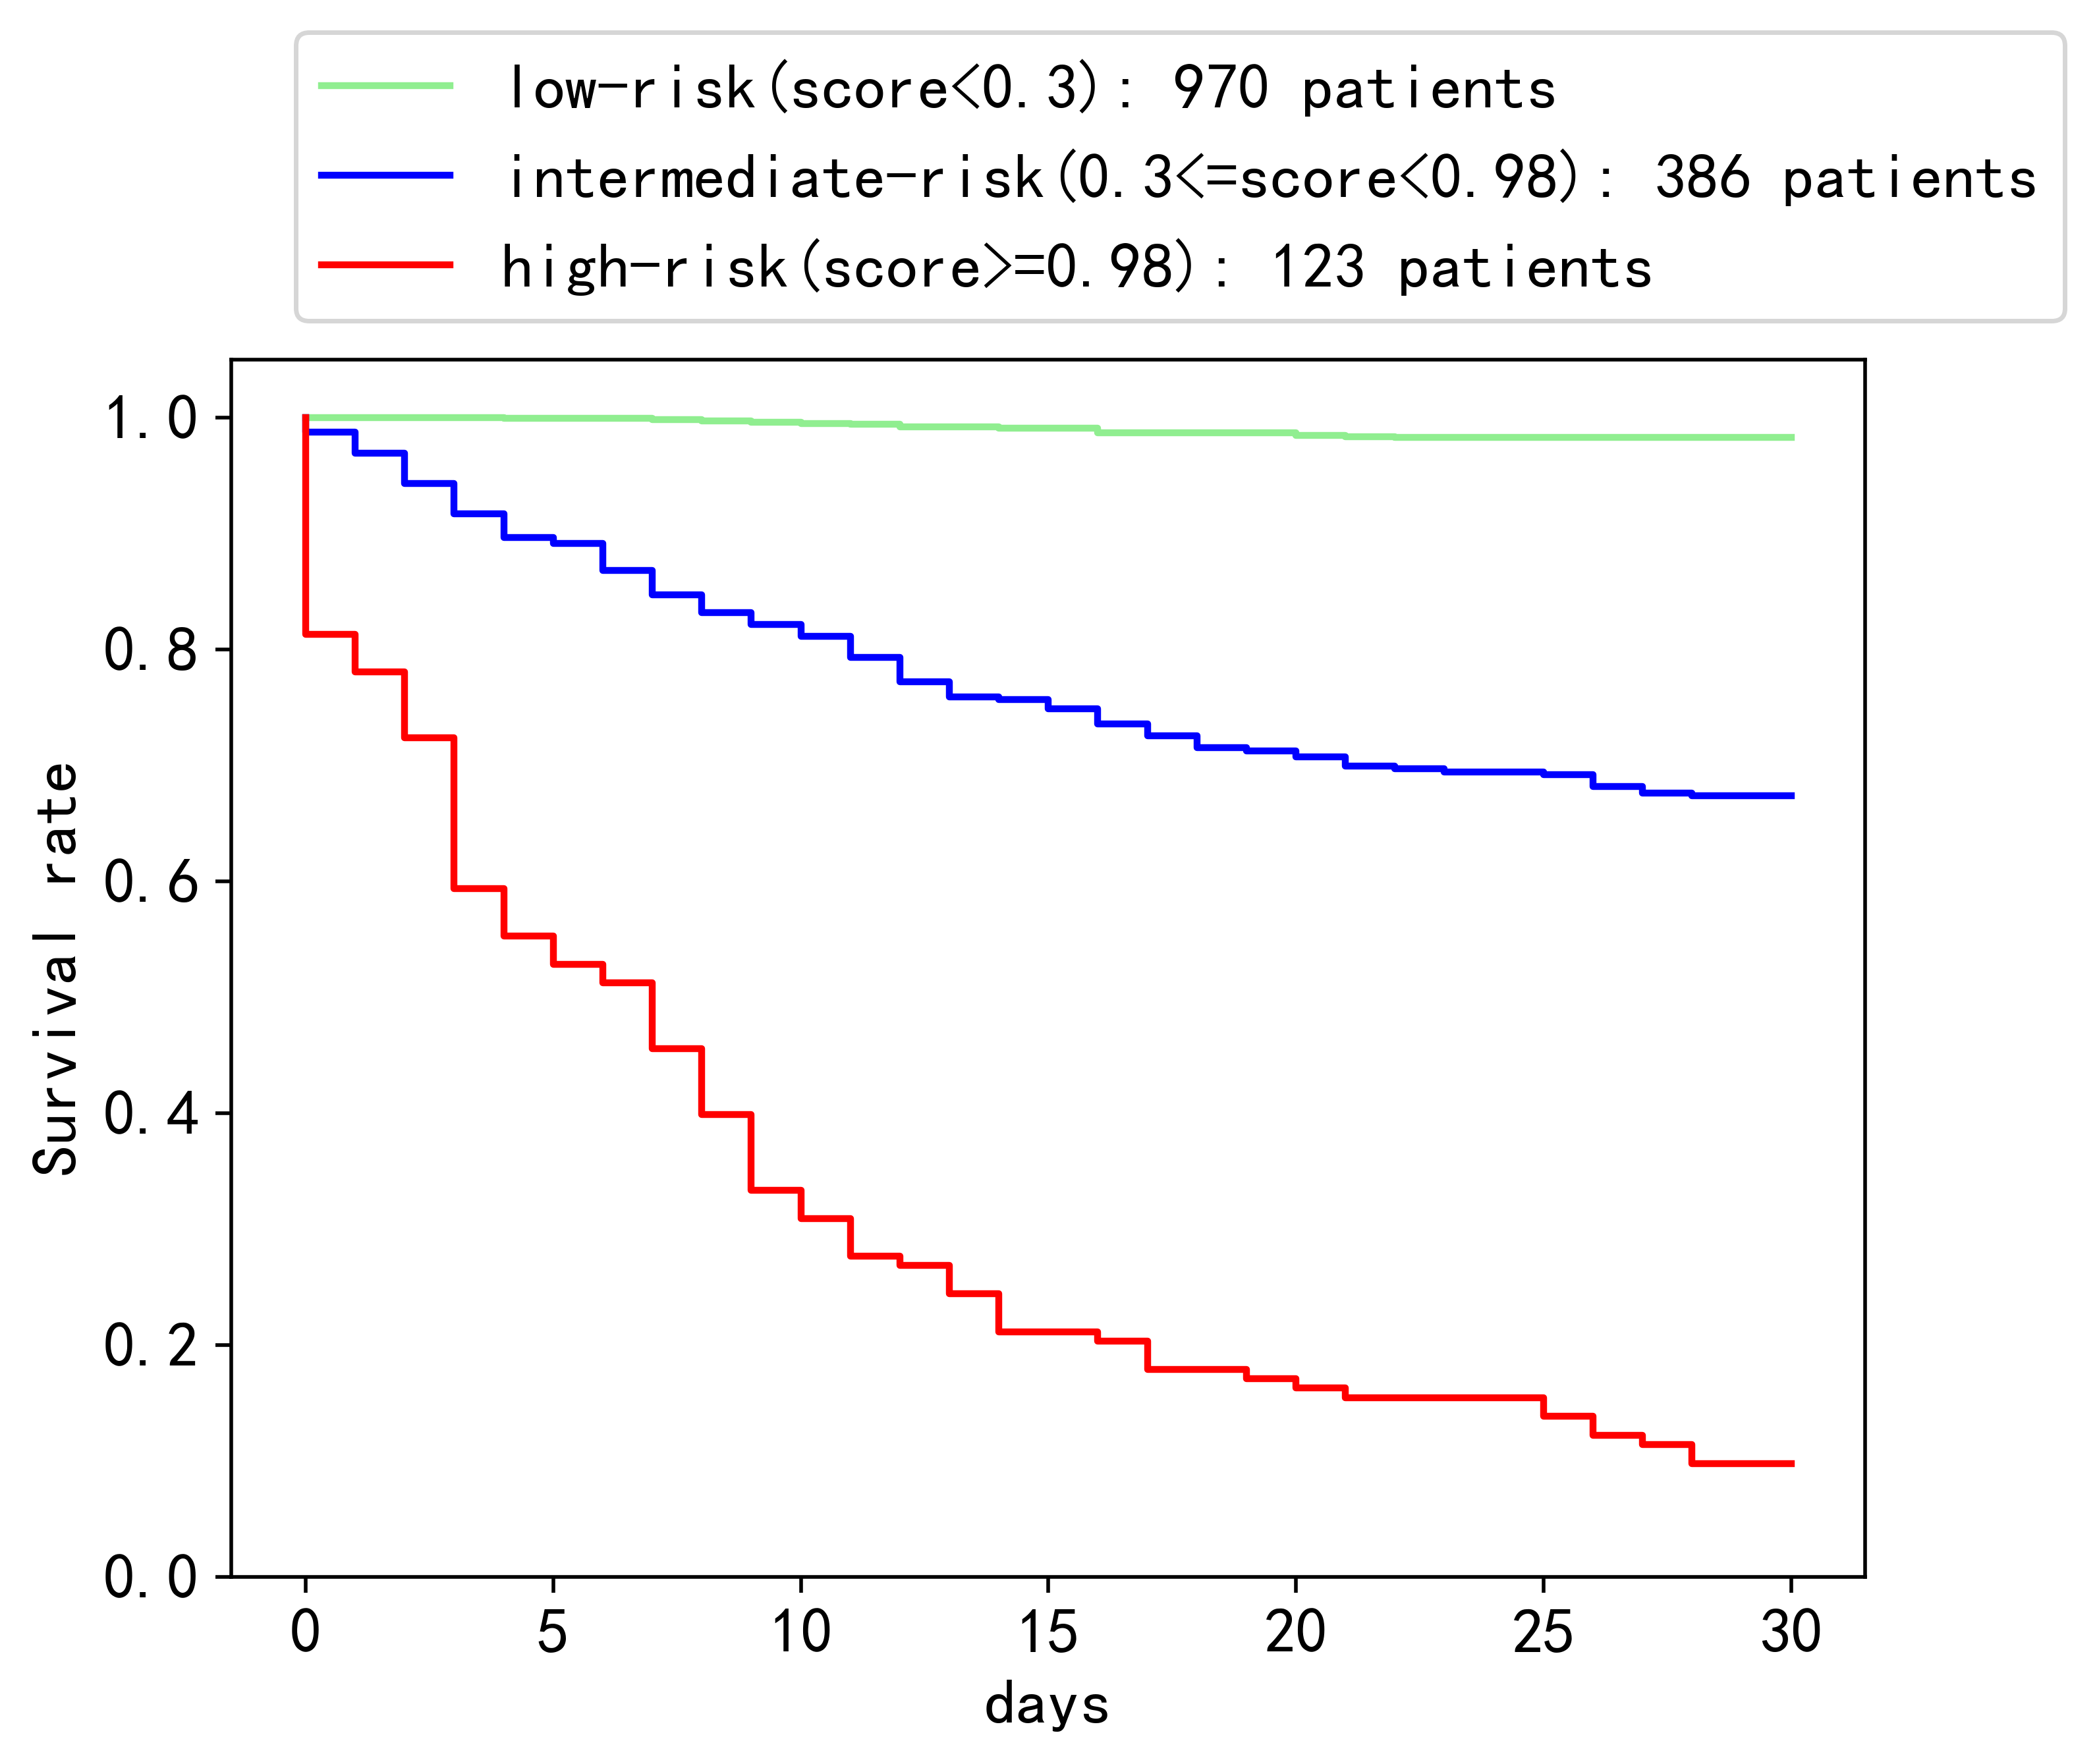 low-risk(score<0.3): 970 patients
intermediate-risk(0.3<=score<0.98): 386 patients
high-risk(score>=0.98): 123 patients
1.0
0.8
0.6
0.4
0.2
0.0
Survival rate
0 5 10 15 20 25 30
days